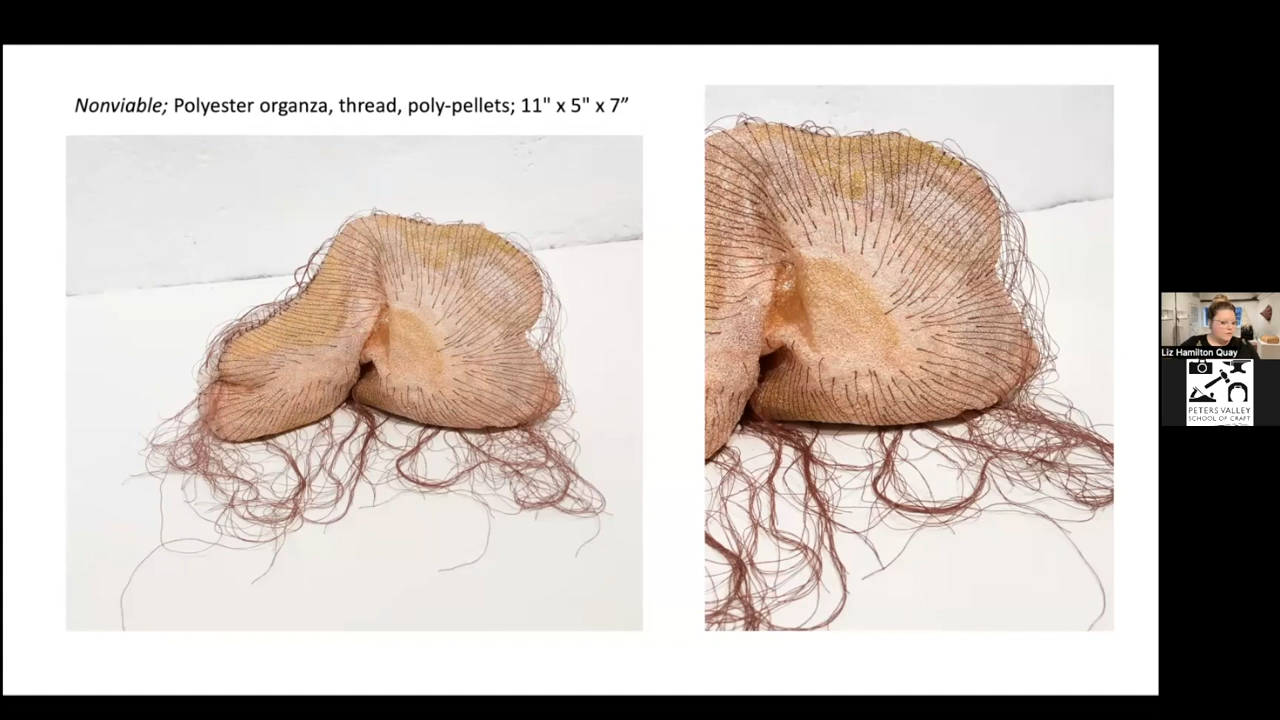 Nonviable; Polyester organza, thread, poly-pellets; 11" x 5" x 7”
Liz Hamilton Quay
PETERS VALLEY
SCHOOL OF CRAFT